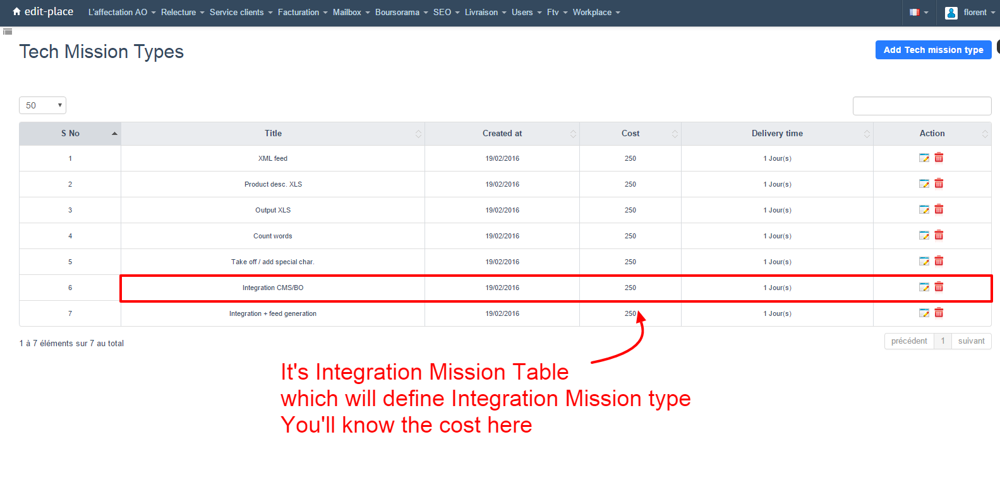 edit-place L'affectation AO Relecture Service clients Facturation Mailbox Boursorama SEO Livraison Users Ftv Workplace florent
Tech Mission Types
Add Tech mission type
50
S No Title Created at Cost Delivery time Action
1 XML feed 19/02/2016 250 1 Jour(s)
2 Product desc. XLS 19/02/2016 250 1 Jour(s)
3 Output XLS 19/02/2016 250 1 Jour(s)
4 Count words 19/02/2016 250 1 Jour(s)
5 Take off / add special char. 19/02/2016 250 1 Jour(s)
6 Integration CMS/BO 19/02/2016 250 1 Jour(s)
7 Integration + feed generation 19/02/2016 250 1 Jour(s)
1 à 7 éléments sur 7 au total
précédent 1 suivant
It's Integration Mission Table
which will define Integration Mission type
You'll know the cost here